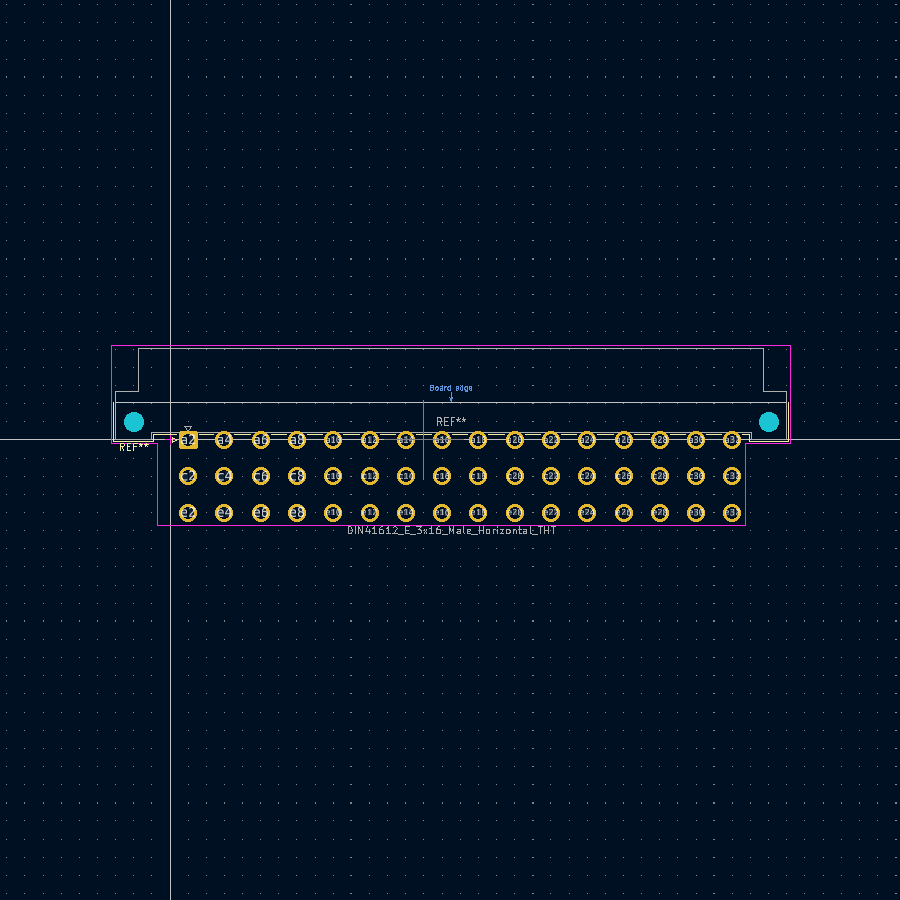 Board edge
REF**
REF**
a2 a4 a6 a8 a10 a12 a14 a16 a18 a20 a22 a24 a26 a28 a30 a32
c2 c4 c6 c8 c10 c12 c14 c16 c18 c20 c22 c24 c26 c28 c30 c32
e2 e4 e6 e8 e10 e12 e14 e16 e18 e20 e22 e24 e26 e28 e30 e32
DIN41612_E_3x16_Male_Horizontal_THT